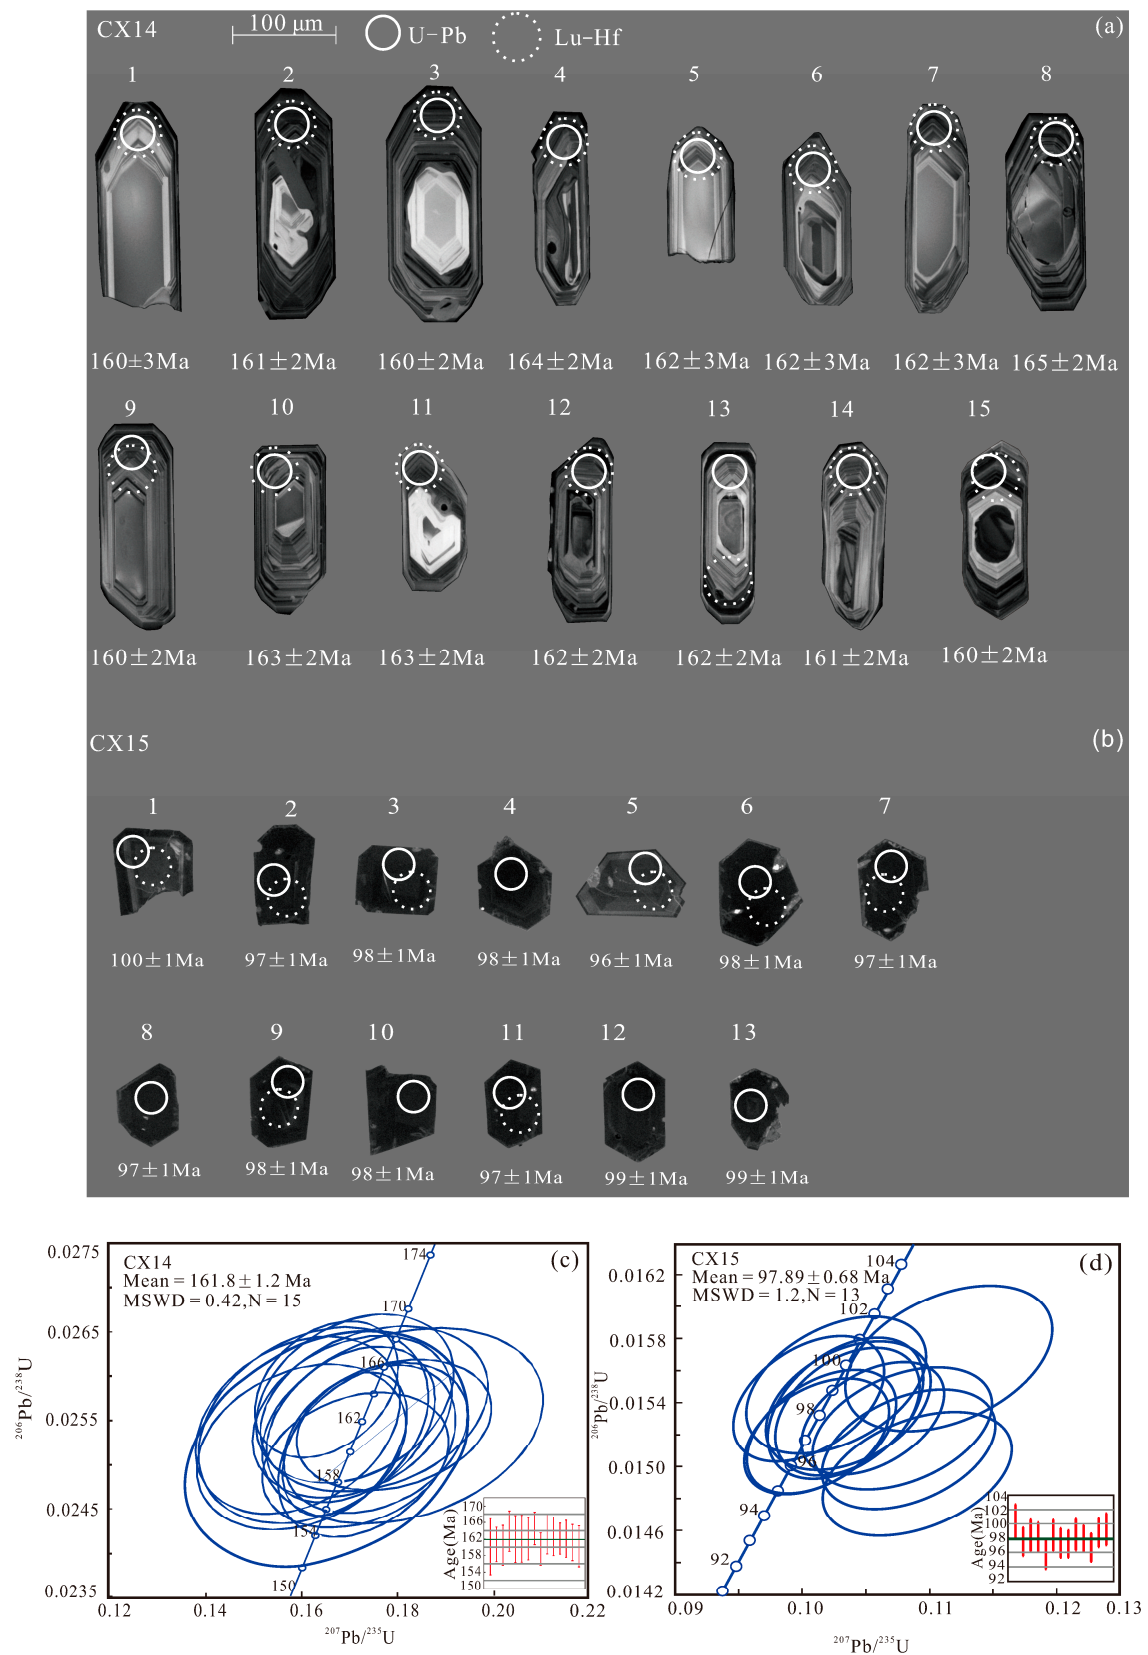 CX14 100 µm U-Pb Lu-Hf (a)
1 2 3 4 5 6 7 8
160±3Ma 161±2Ma 160±2Ma 164±2Ma 162±3Ma 162±3Ma 162±3Ma 165±2Ma
9 10 11 12 13 14 15
160±2Ma 163±2Ma 163±2Ma 162±2Ma 162±2Ma 161±2Ma 160±2Ma
CX15 (b)
1 2 3 4 5 6 7
100±1Ma 97±1Ma 98±1Ma 98±1Ma 96±1Ma 98±1Ma 97±1Ma
8 9 10 11 12 13
97±1Ma 98±1Ma 98±1Ma 97±1Ma 99±1Ma 99±1Ma
CX14 (c)
Mean=161.8±1.2 Ma
MSWD=0.42,N=15
0.0275
0.0265
0.0255
0.0245
0.0235
²⁰⁶Pb/²³⁸U
174
170
166
162
158
150
0.12 0.14 0.16 0.18 0.20 0.22
²⁰⁷Pb/²³⁵U
Age(Ma)
170
166
162
158
154
150
CX15 (d)
Mean=97.89±0.68 Ma
MSWD=1.2,N=13
0.0162
0.0158
0.0154
0.0150
0.0146
0.0142
²⁰⁶Pb/²³⁸U
104
102
100
98
96
94
92
0.09 0.10 0.11 0.12 0.13
²⁰⁷Pb/²³⁵U
Age(Ma)
104
102
100
98
96
94
92